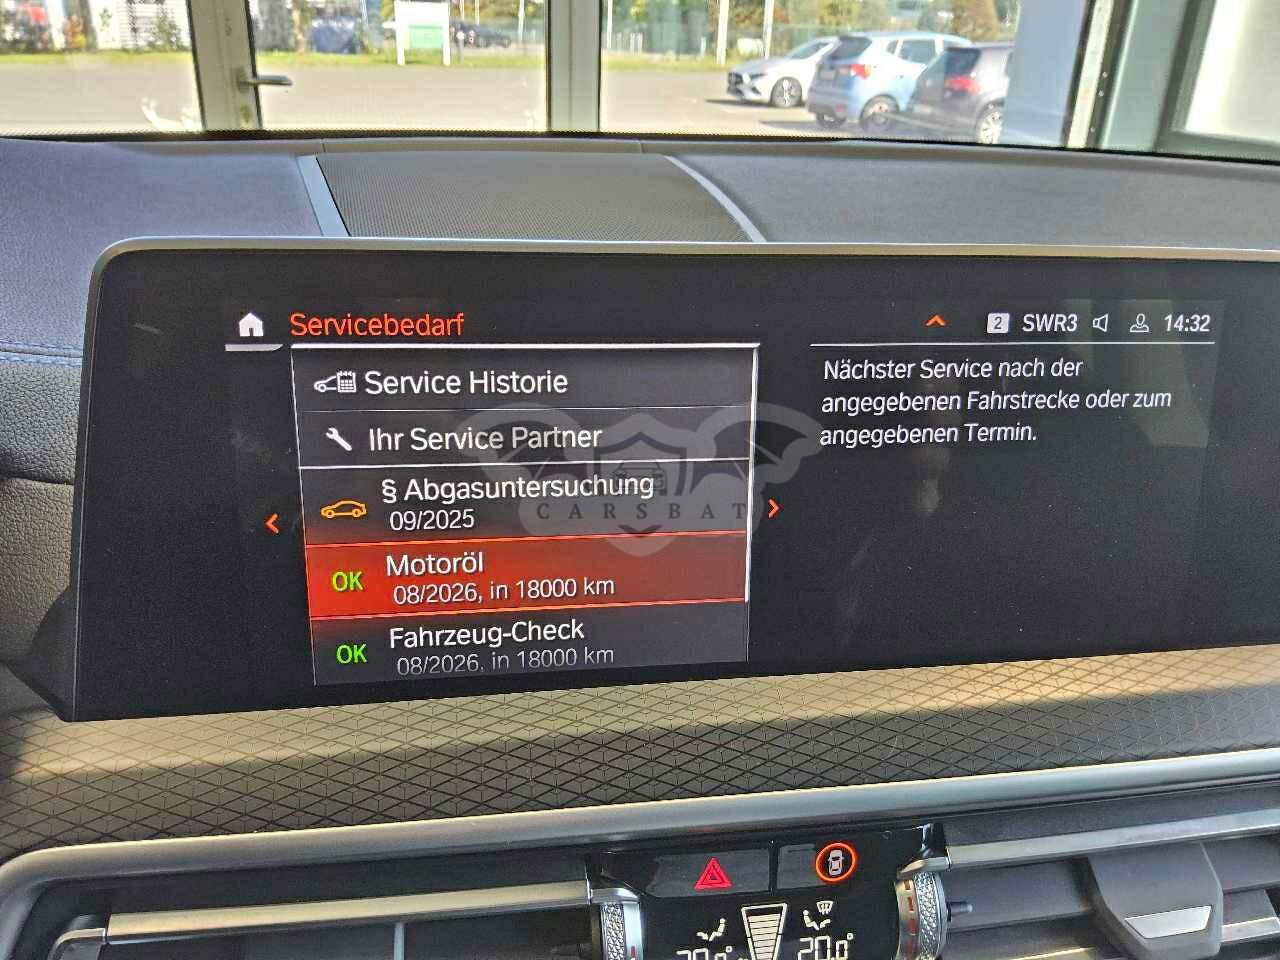 Servicebedarf
2 SWR3 14:32
Service Historie
Ihr Service Partner
§ Abgasuntersuchung
09/2025
OK Motoröl
08/2026, in 18000 km
OK Fahrzeug-Check
08/2026, in 18000 km
Nächster Service nach der
angegebenen Fahrstrecke oder zum
angegebenen Termin.
CARSBAT
20.0°